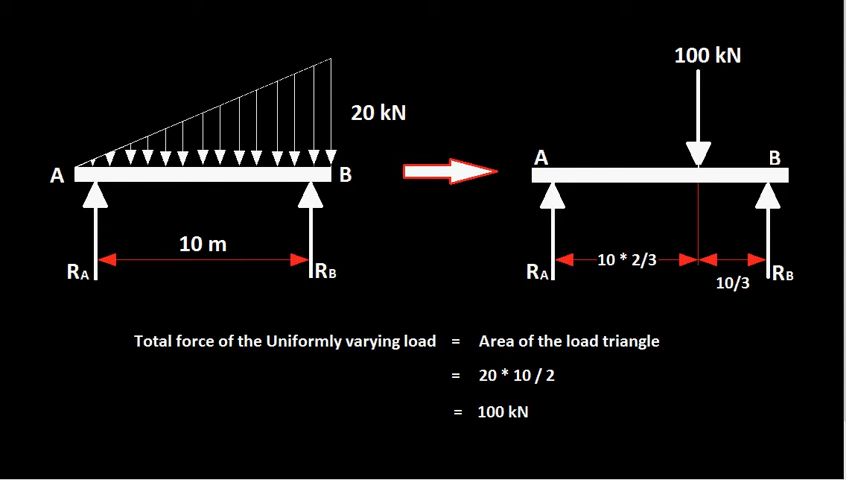 100 kN
20 kN
A
B
A
B
10 m
RA
RB
10 * 2/3
10/3
RA
RB
Total force of the Uniformly varying load = Area of the load triangle
= 20 * 10 / 2
= 100 kN